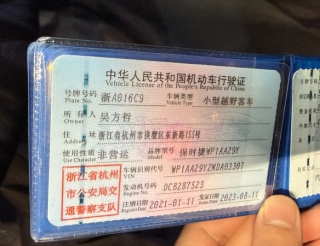 中华人民共和国机动车行驶证
Vehicle License of the People's Republic of China
号牌号码 浙A016C9 车辆类型 小型越野客车
Plate No. Vehicle Type
所有人 吴方哲
Owner
住址 浙江省杭州市拱墅区东新路155号
Address
使用性质 非营运 品牌型号 保时捷WP1AA29Y
Use Character Model
浙江省杭州
市公安局交
通警察支队
车辆识别代号
VIN
发动机号码 DCB287523
Engine No.
注册日期 2021-01-11 发证日期 2023-08-11
Register Date Issue Date